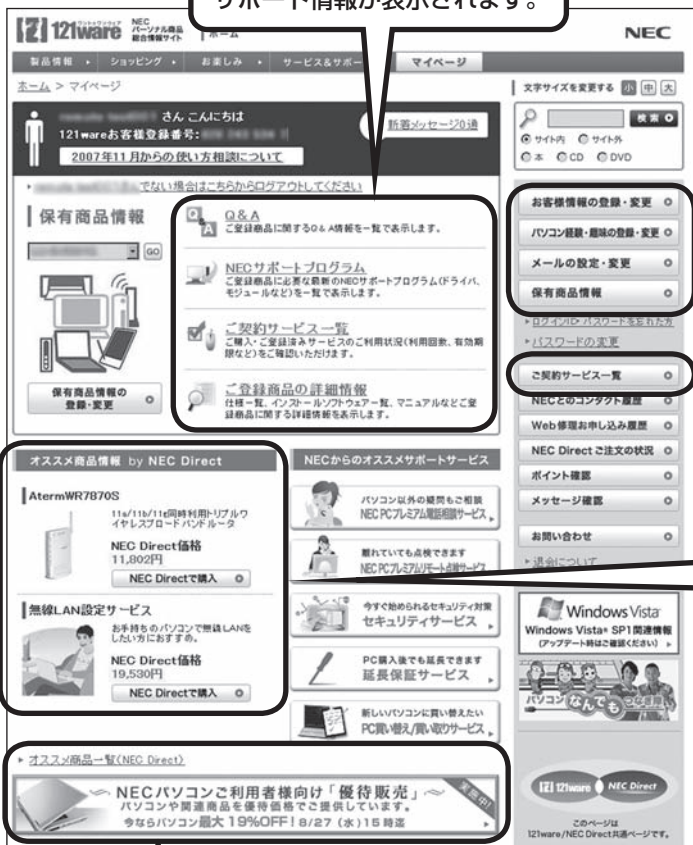 サポート情報が表示されます。
121ware
NEC
パーソナル商品
総合情報サイト
ホーム
NEC
製品情報
ショッピング
お楽しみ
サービス&サポー
マイページ
ホーム > マイページ
文字サイズを変更する 小 中 大
さん こんにちは
121wareお客様登録番号:
新着メッセージ0通
2007年11月からの使い方相談について
検索
サイト内 サイト外
本 CD DVD
でない場合はこちらからログアウトしてください
保有商品情報
GO
保有商品情報の
登録・変更
Q&A
ご登録商品に関するQ&A情報を一覧で表示します。
NECサポートプログラム
ご登録商品に必要な最新のNECサポートプログラム(ドライバ、
モジュールなど)を一覧で表示します。
ご契約サービス一覧
ご購入・ご登録済みサービスのご利用状況(利用回数、有効期
限など)をご確認いただけます。
ご登録商品の詳細情報
仕様一覧、インストールソフトウェア一覧、マニュアルなどご登
録商品に関する詳細情報を表示します。
お客様情報の登録・変更
パソコン経験・趣味の登録・変更
メールの設定・変更
保有商品情報
ログインID・パスワードを忘れた方
パスワードの変更
ご契約サービス一覧
NECとのコンタクト履歴
Web修理お申し込み履歴
NEC Direct ご注文の状況
ポイント確認
メッセージ確認
お問い合わせ
退会について
オススメ商品情報 by NEC Direct
AtermWR7870S
11a/11b/11g同時利用トリプルワ
イヤレスブロードバンドルータ
NEC Direct価格
11,802円
NEC Directで購入
無線LAN設定サービス
お手持ちのパソコンで無線LANを
したい方におすすめ。
NEC Direct価格
19,530円
NEC Directで購入
NECからのオススメサポートサービス
パソコン以外の疑問もご相談
NEC PCプレミアム電話相談サービス
離れていても点検できます
NEC PCプレミアムリモート点検サービス
今すぐ始められるセキュリティ対策
セキュリティサービス
PC購入後でも延長できます
延長保証サービス
新しいパソコンに買い替えたい
PC買い替え/買い取りサービス
Windows Vista
Windows Vista® SP1関連情報
(アップデート時はご確認ください)
パソコンなんでもつなぎ隊
オススメ商品一覧(NEC Direct)
NECパソコンご利用者様向け「優待販売」
パソコンや関連商品を優待価格でご提供しています。
今ならパソコン最大19%OFF!8/27(水)15時迄
実施中!
121ware NEC Direct
このページは
121ware/NEC Direct共通ページです。